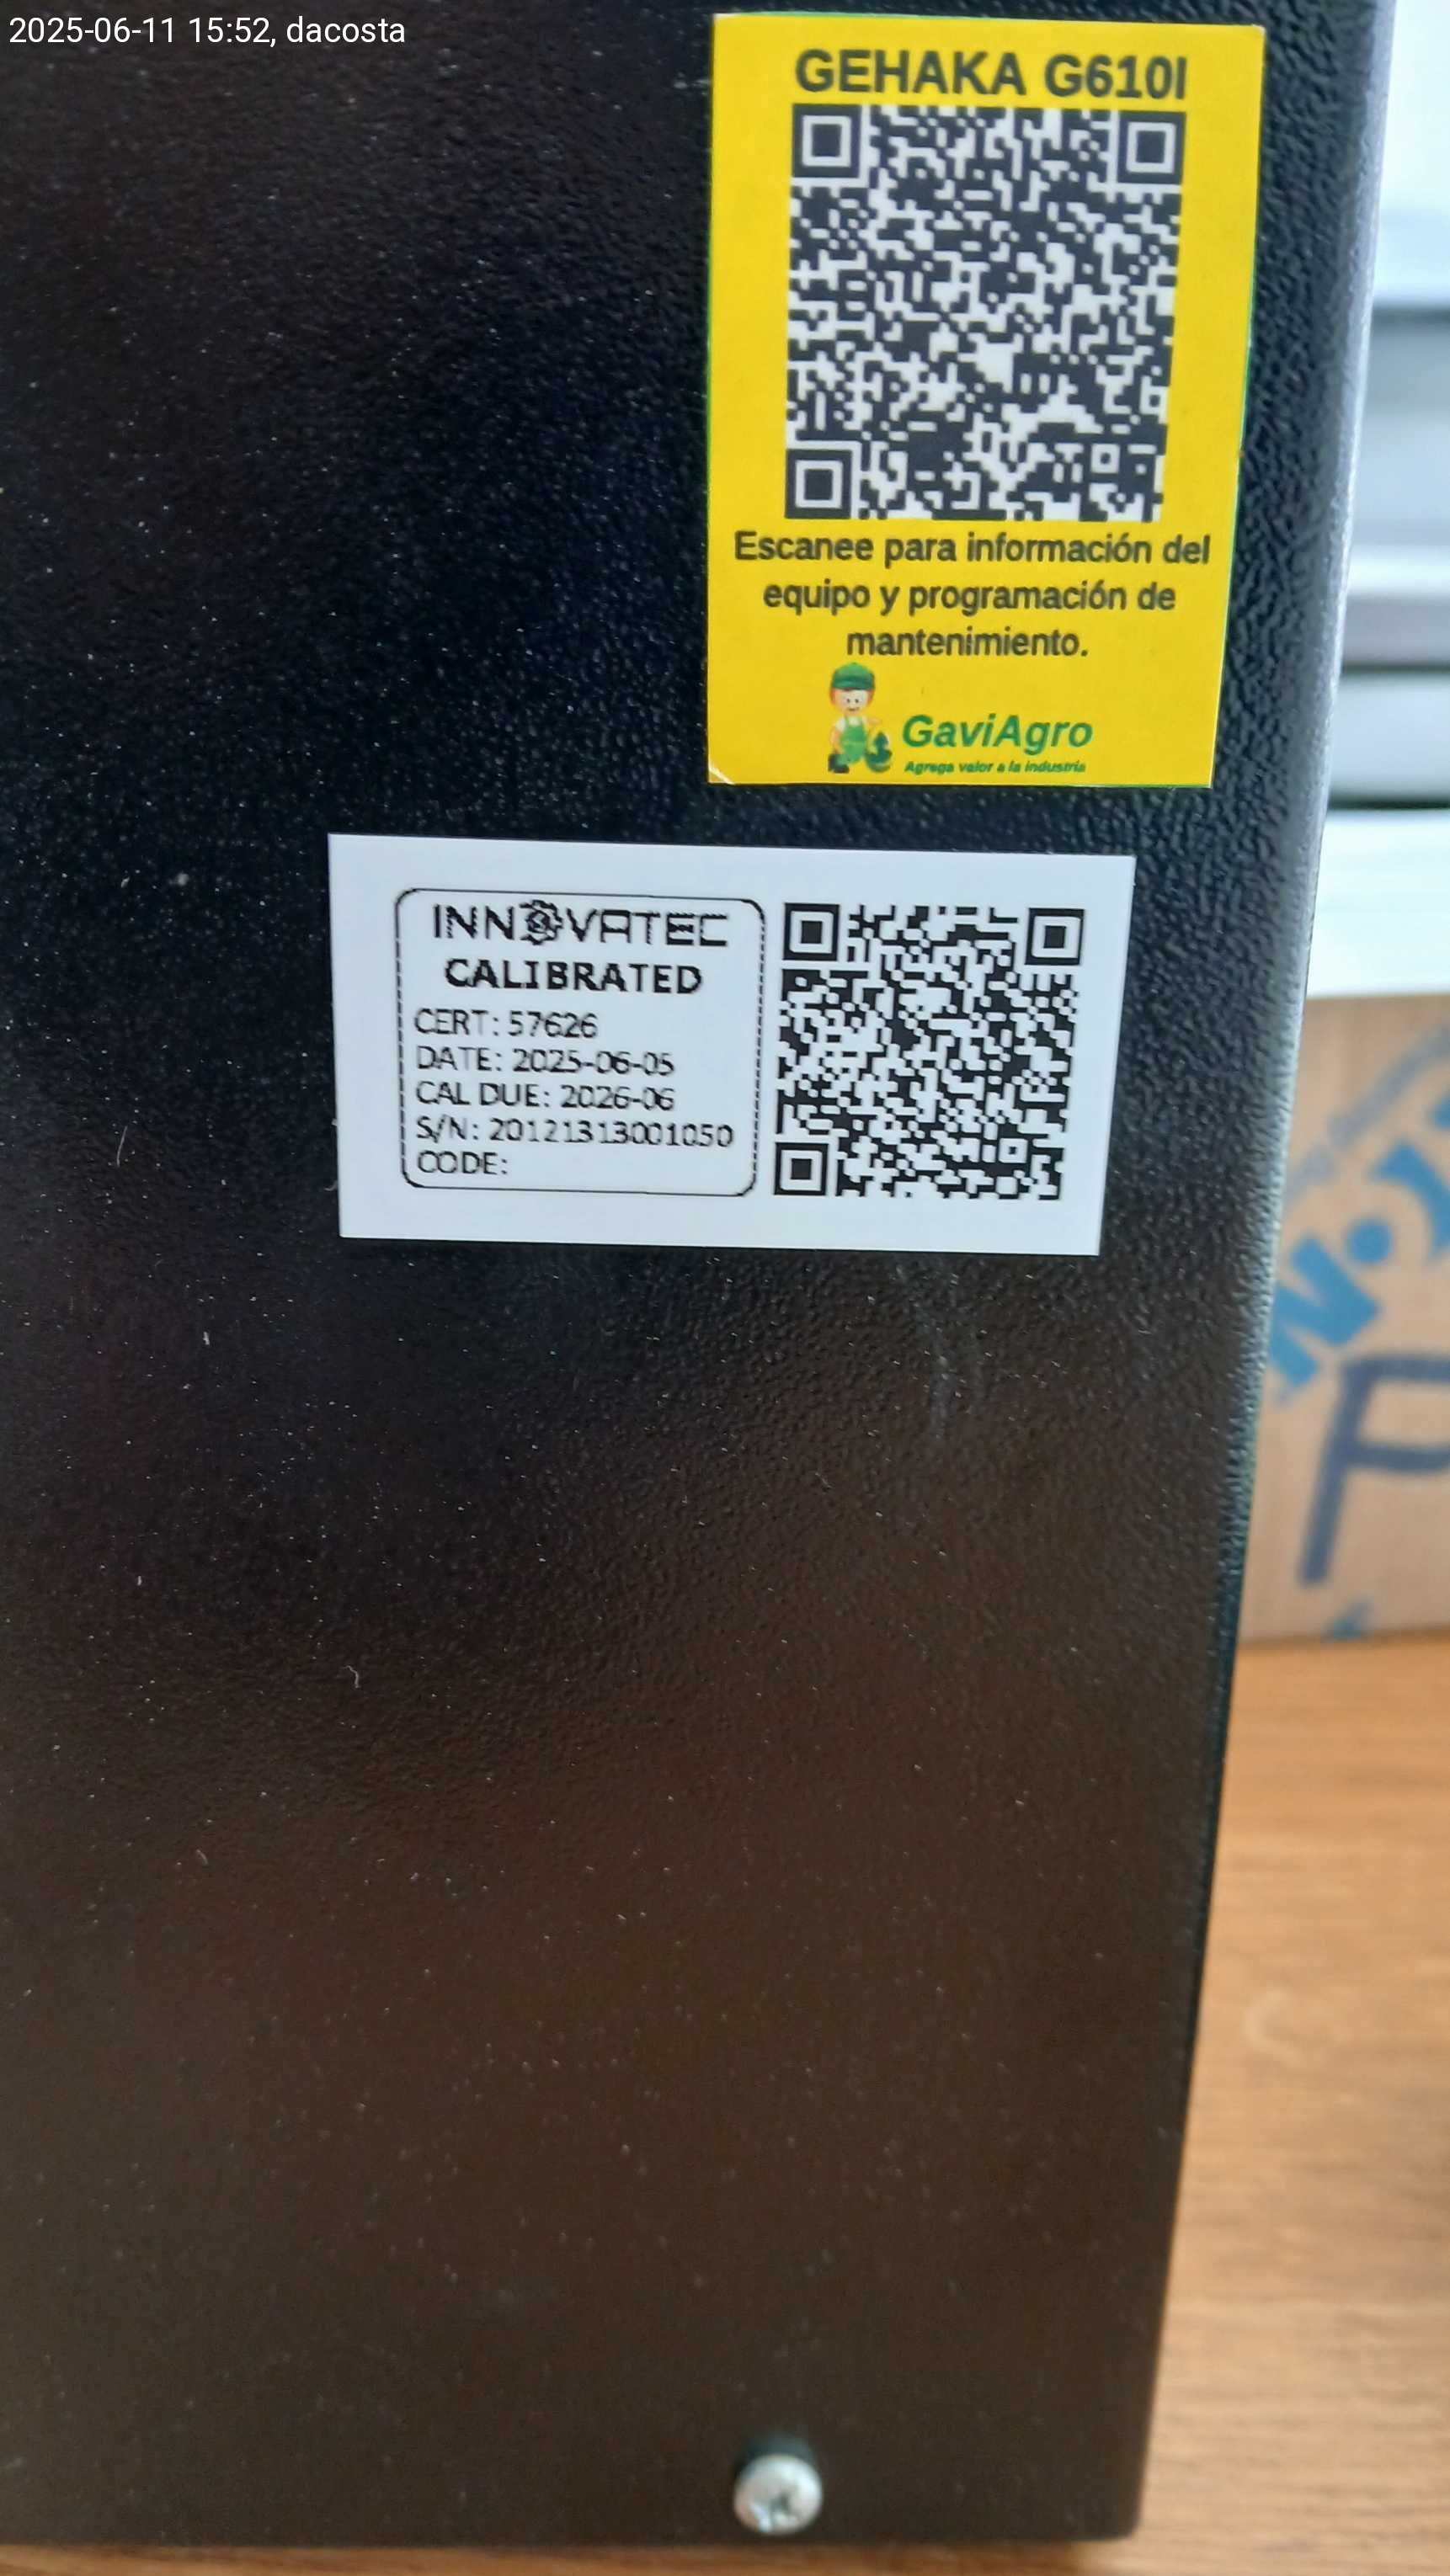 2025-06-11 15:52, dacosta
GEHAKA G610I
Escanee para información del
equipo y programación de
mantenimiento.
GaviAgro
Agrega valor a la industria
INNOVATEC
CALIBRATED
CERT: 57626
DATE: 2025-06-05
CAL DUE: 2026-06
S/N: 20121313001050
CODE: